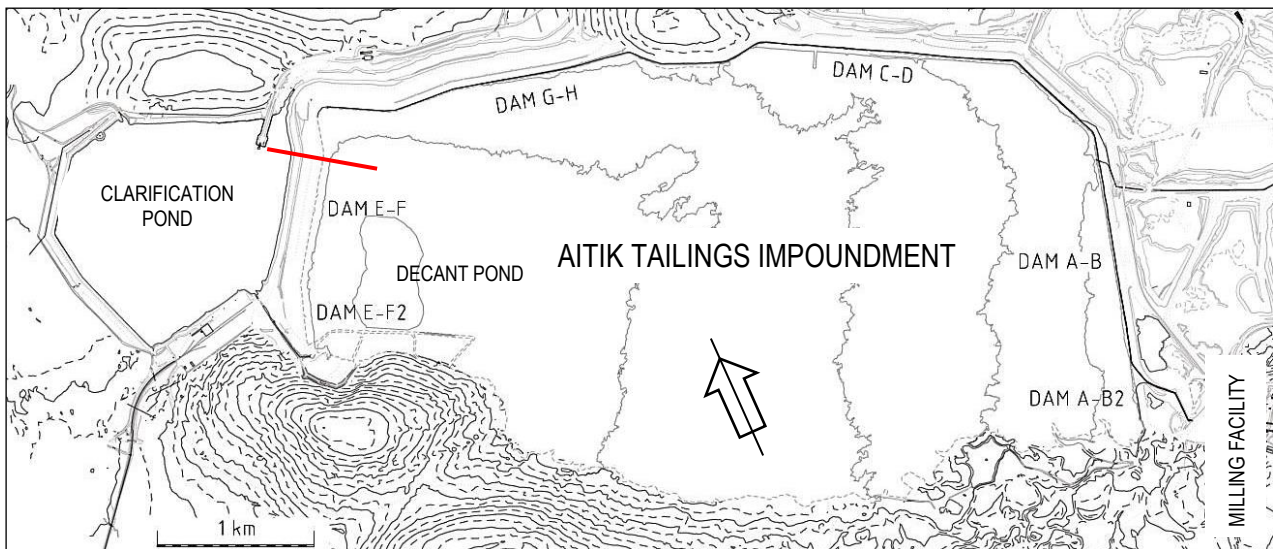 DAM C-D
DAM G-H
CLARIFICATION
POND
DAM E-F
AITIK TAILINGS IMPOUNDMENT
DAM A-B
DECANT POND
DAM E-F2
DAM A-B2
MILLING FACILITY
1 km